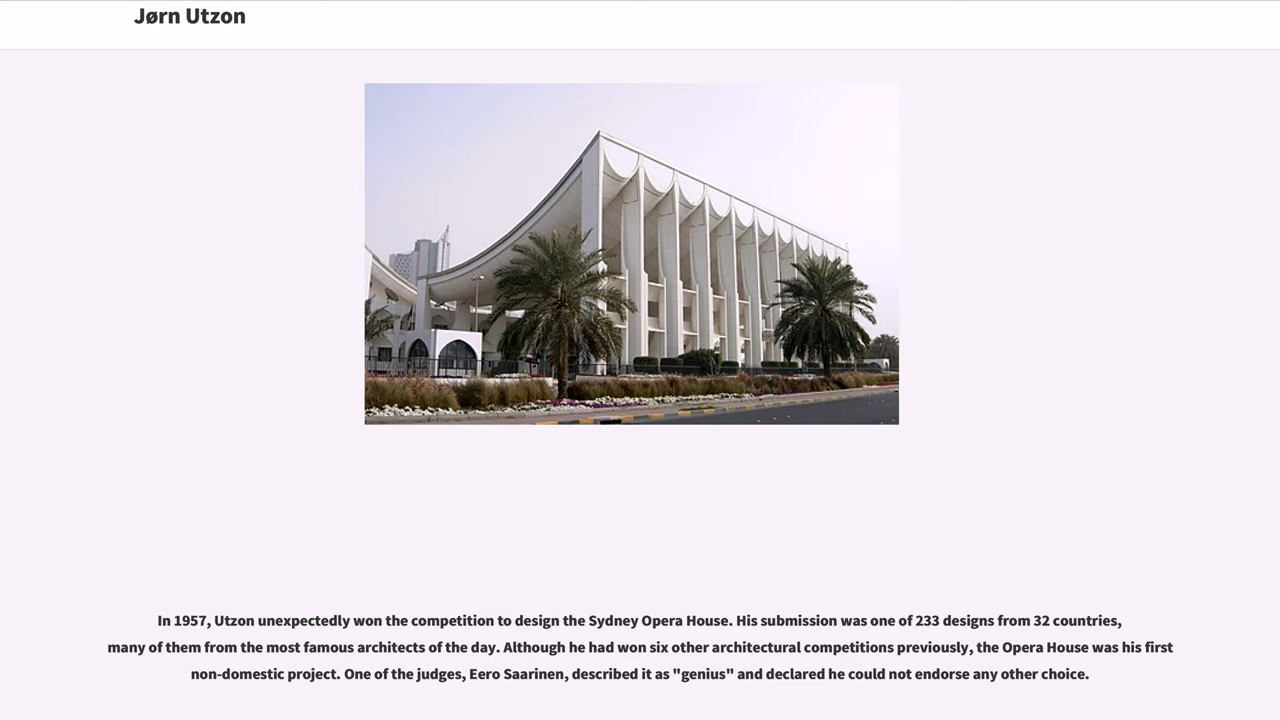 Jørn Utzon
In 1957, Utzon unexpectedly won the competition to design the Sydney Opera House. His submission was one of 233 designs from 32 countries,
many of them from the most famous architects of the day. Although he had won six other architectural competitions previously, the Opera House was his first
non-domestic project. One of the judges, Eero Saarinen, described it as "genius" and declared he could not endorse any other choice.